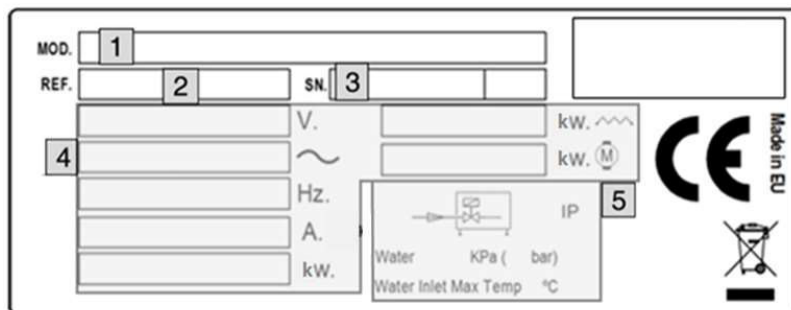 MOD. 1
REF. 2 SN. 3
V. kW.
4 kW. M
Hz.
IP 5
A.
Water KPa ( bar)
kw.
Water Inlet Max Temp °C
CE
Made in EU